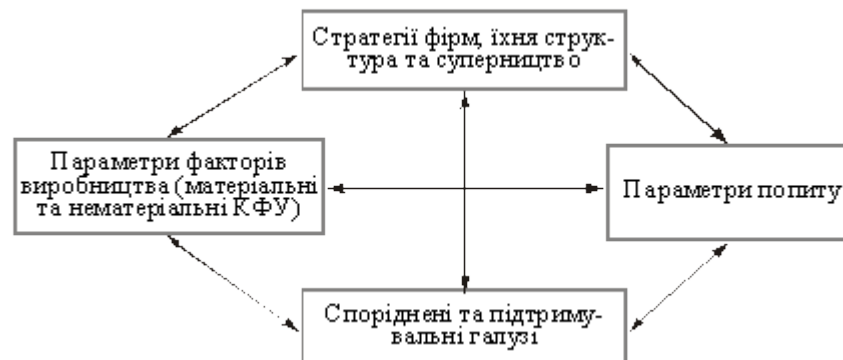 Стратегії фірм, їхня струк-
тура та суперництво
Параметри факторів
виробництва (матеріальні
та нематеріальні КФУ)
Параметри попиту
Споріднені та підтриму-
вальні галузі